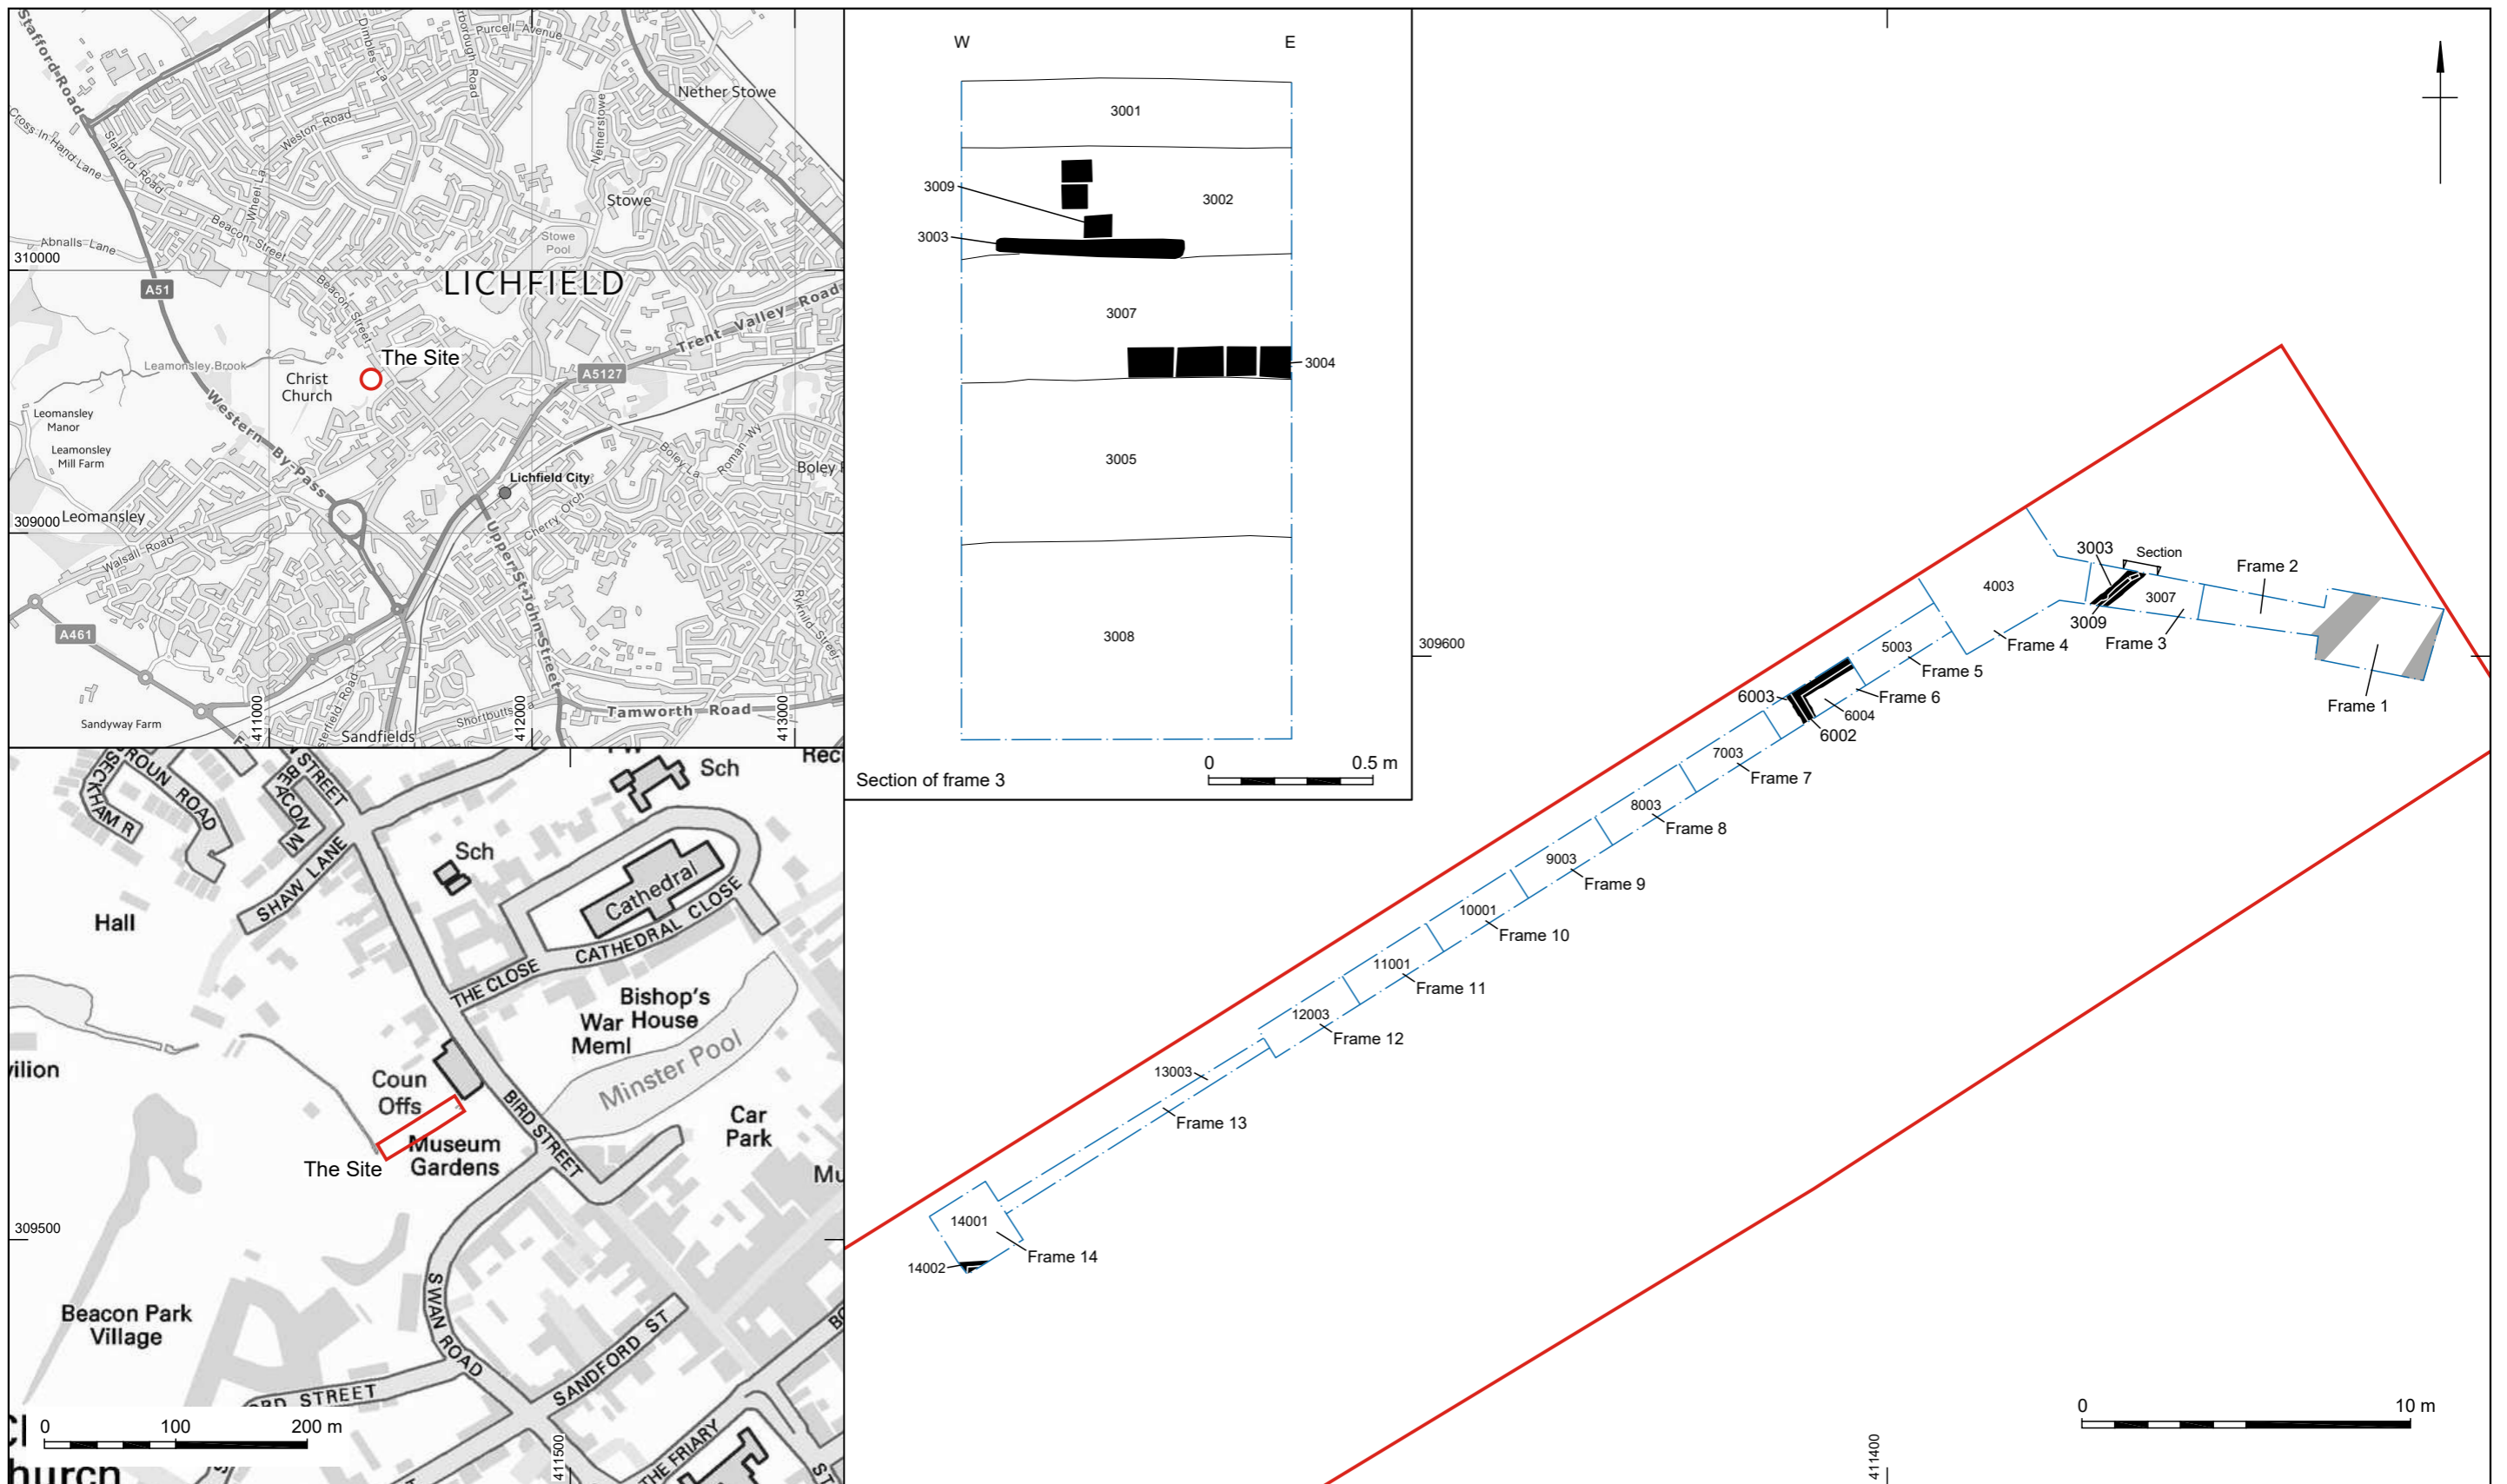 Stafford Road
Cross In Hand Lane
Stafford Road
Dimbles La
Purcell Avenue
Weston Road
Wheel La
Netherstowe
Nether Stowe
Stowe
Beacon Street
Stowe
Pool
Abnalls Lane
310000
A51
LICHFIELD
Beacon Street
Trent Valley Road
The Site
Leamonsley Brook
Christ
Church
A5127
Western By-Pass
Leomansley
Manor
Leamonsley
Mill Farm
Boley La
Roman Wy
Lichfield City
309000
Leomansley
Cherry Orch
Walsall Road
Upper St John Street
Ryknild Street
A461
Sandyway Farm
411000
Sandfields
Shortbutts
412000
Tamworth Road
413000
W
E
3001
3009
3002
3003
3007
3004
3005
3008
Section of frame 3
0
0.5 m
3003
Section
Frame 2
4003
3007
3009
309600
Frame 4
Frame 3
5003
Frame 5
6003
Frame 6
6004
Frame 1
6002
7003
Frame 7
8003
Frame 8
9003
Frame 9
10001
Frame 10
11001
Frame 11
12003
Frame 12
13003
Frame 13
14001
Frame 14
14002
0
10 m
411400
BEACON M
STREET
SHAW LANE
Sch
Sch
Hall
Cathedral
CATHEDRAL CLOSE
THE CLOSE
Bishop's
War House
Meml
Minster Pool
Coun
Offs
BIRD STREET
Car
Park
Museum
Gardens
The Site
309500
SWAN ROAD
Beacon Park
Village
SANDFORD ST
STREET
THE FRIARY
0
100
200 m
411500